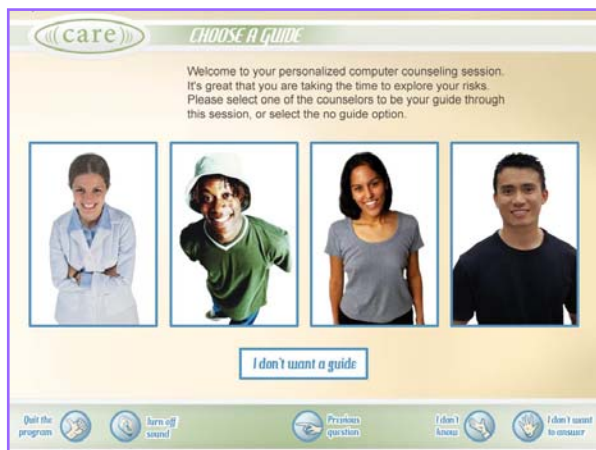 (((care)))
CHOOSE A GUIDE
Welcome to your personalized computer counseling session.
It's great that you are taking the time to explore your risks.
Please select one of the counselors to be your guide through
this session, or select the no guide option.
I don't want a guide
Quit the
program
Turn off
sound
Previous
question
I don't
know
I don't want
to answer